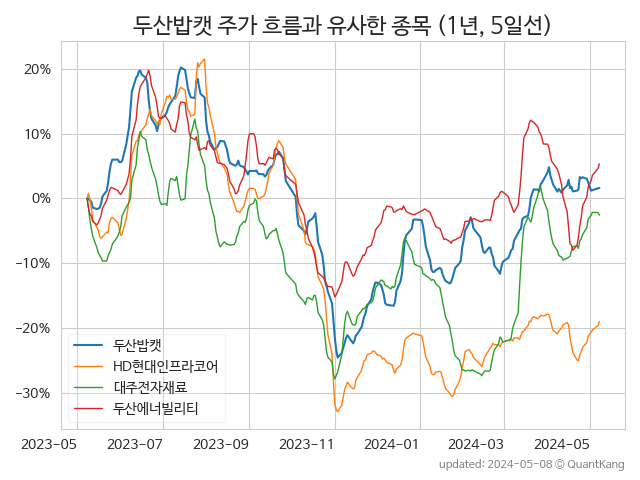 두산밥캣 주가 흐름과 유사한 종목 (1년, 5일선)
20%
10%
0%
−10%
−20%
−30%
두산밥캣
HD현대인프라코어
대주전자재료
두산에너빌리티
2023-05 2023-07 2023-09 2023-11 2024-01 2024-03 2024-05
updated: 2024-05-08 © QuantKang